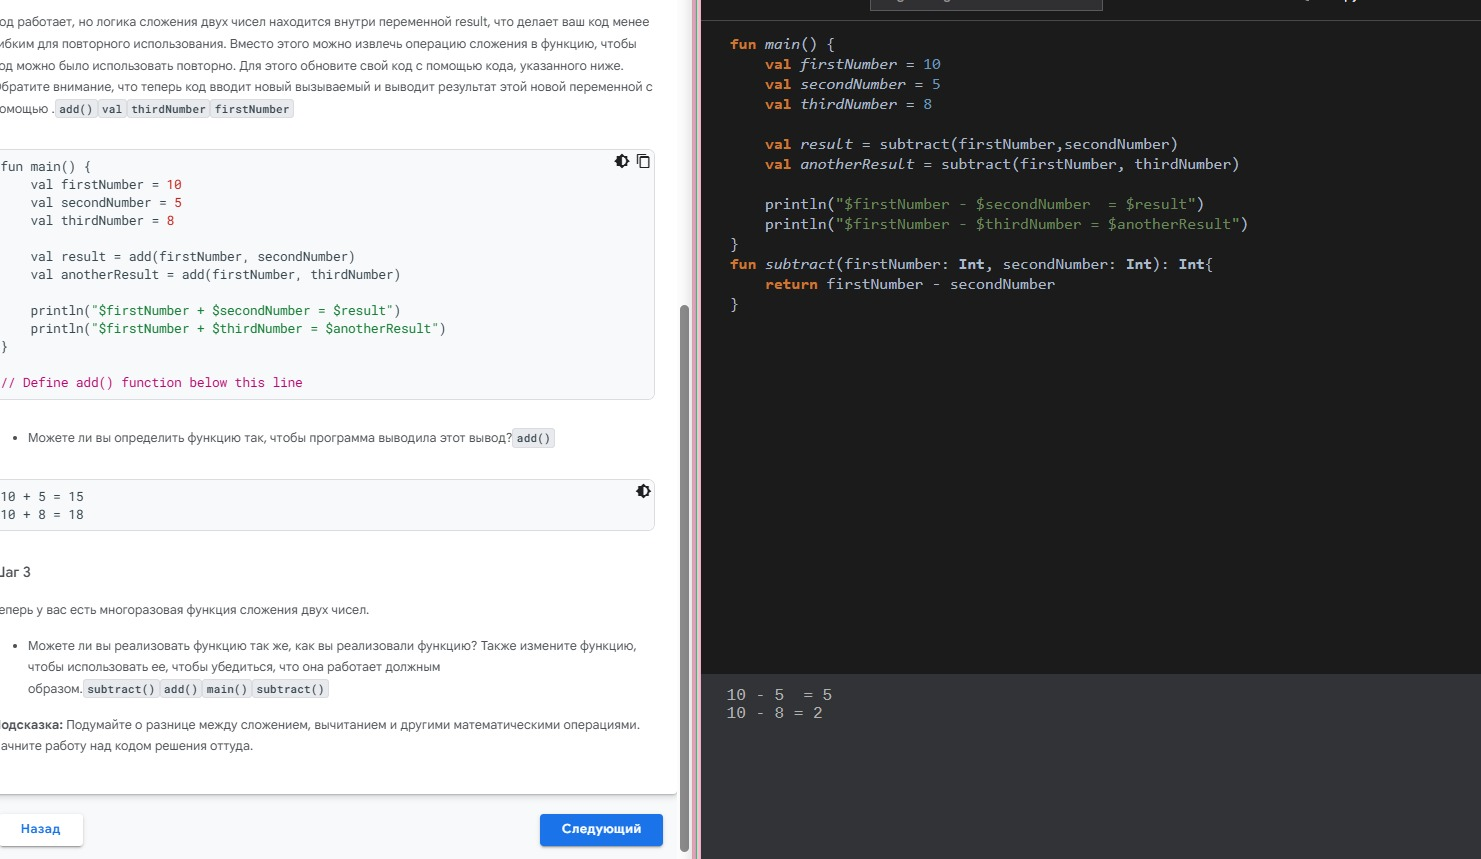 од работает, но логика сложения двух чисел находится внутри переменной result, что делает ваш код менее
ибким для повторного использования. Вместо этого можно извлечь операцию сложения в функцию, чтобы
од можно было использовать повторно. Для этого обновите свой код с помощью кода, указанного ниже.
братите внимание, что теперь код вводит новый вызываемый и выводит результат этой новой переменной с
омощью . add() val thirdNumber firstNumber
fun main() {
    val firstNumber = 10
    val secondNumber = 5
    val thirdNumber = 8
    val result = add(firstNumber, secondNumber)
    val anotherResult = add(firstNumber, thirdNumber)
    println("$firstNumber + $secondNumber = $result")
    println("$firstNumber + $thirdNumber = $anotherResult")
}
// Define add() function below this line
• Можете ли вы определить функцию так, чтобы программа выводила этот вывод? add()
10 + 5 = 15
10 + 8 = 18
Шаг 3
еперь у вас есть многоразовая функция сложения двух чисел.
• Можете ли вы реализовать функцию так же, как вы реализовали функцию? Также измените функцию,
чтобы использовать ее, чтобы убедиться, что она работает должным
образом. subtract() add() main() subtract()
одсказка: Подумайте о разнице между сложением, вычитанием и другими математическими операциями.
ачните работу над кодом решения оттуда.
Назад
Следующий
fun main() {
    val firstNumber = 10
    val secondNumber = 5
    val thirdNumber = 8
    val result = subtract(firstNumber,secondNumber)
    val anotherResult = subtract(firstNumber, thirdNumber)
    println("$firstNumber - $secondNumber  = $result")
    println("$firstNumber - $thirdNumber = $anotherResult")
}
fun subtract(firstNumber: Int, secondNumber: Int): Int{
    return firstNumber - secondNumber
}
10 - 5  = 5
10 - 8 = 2